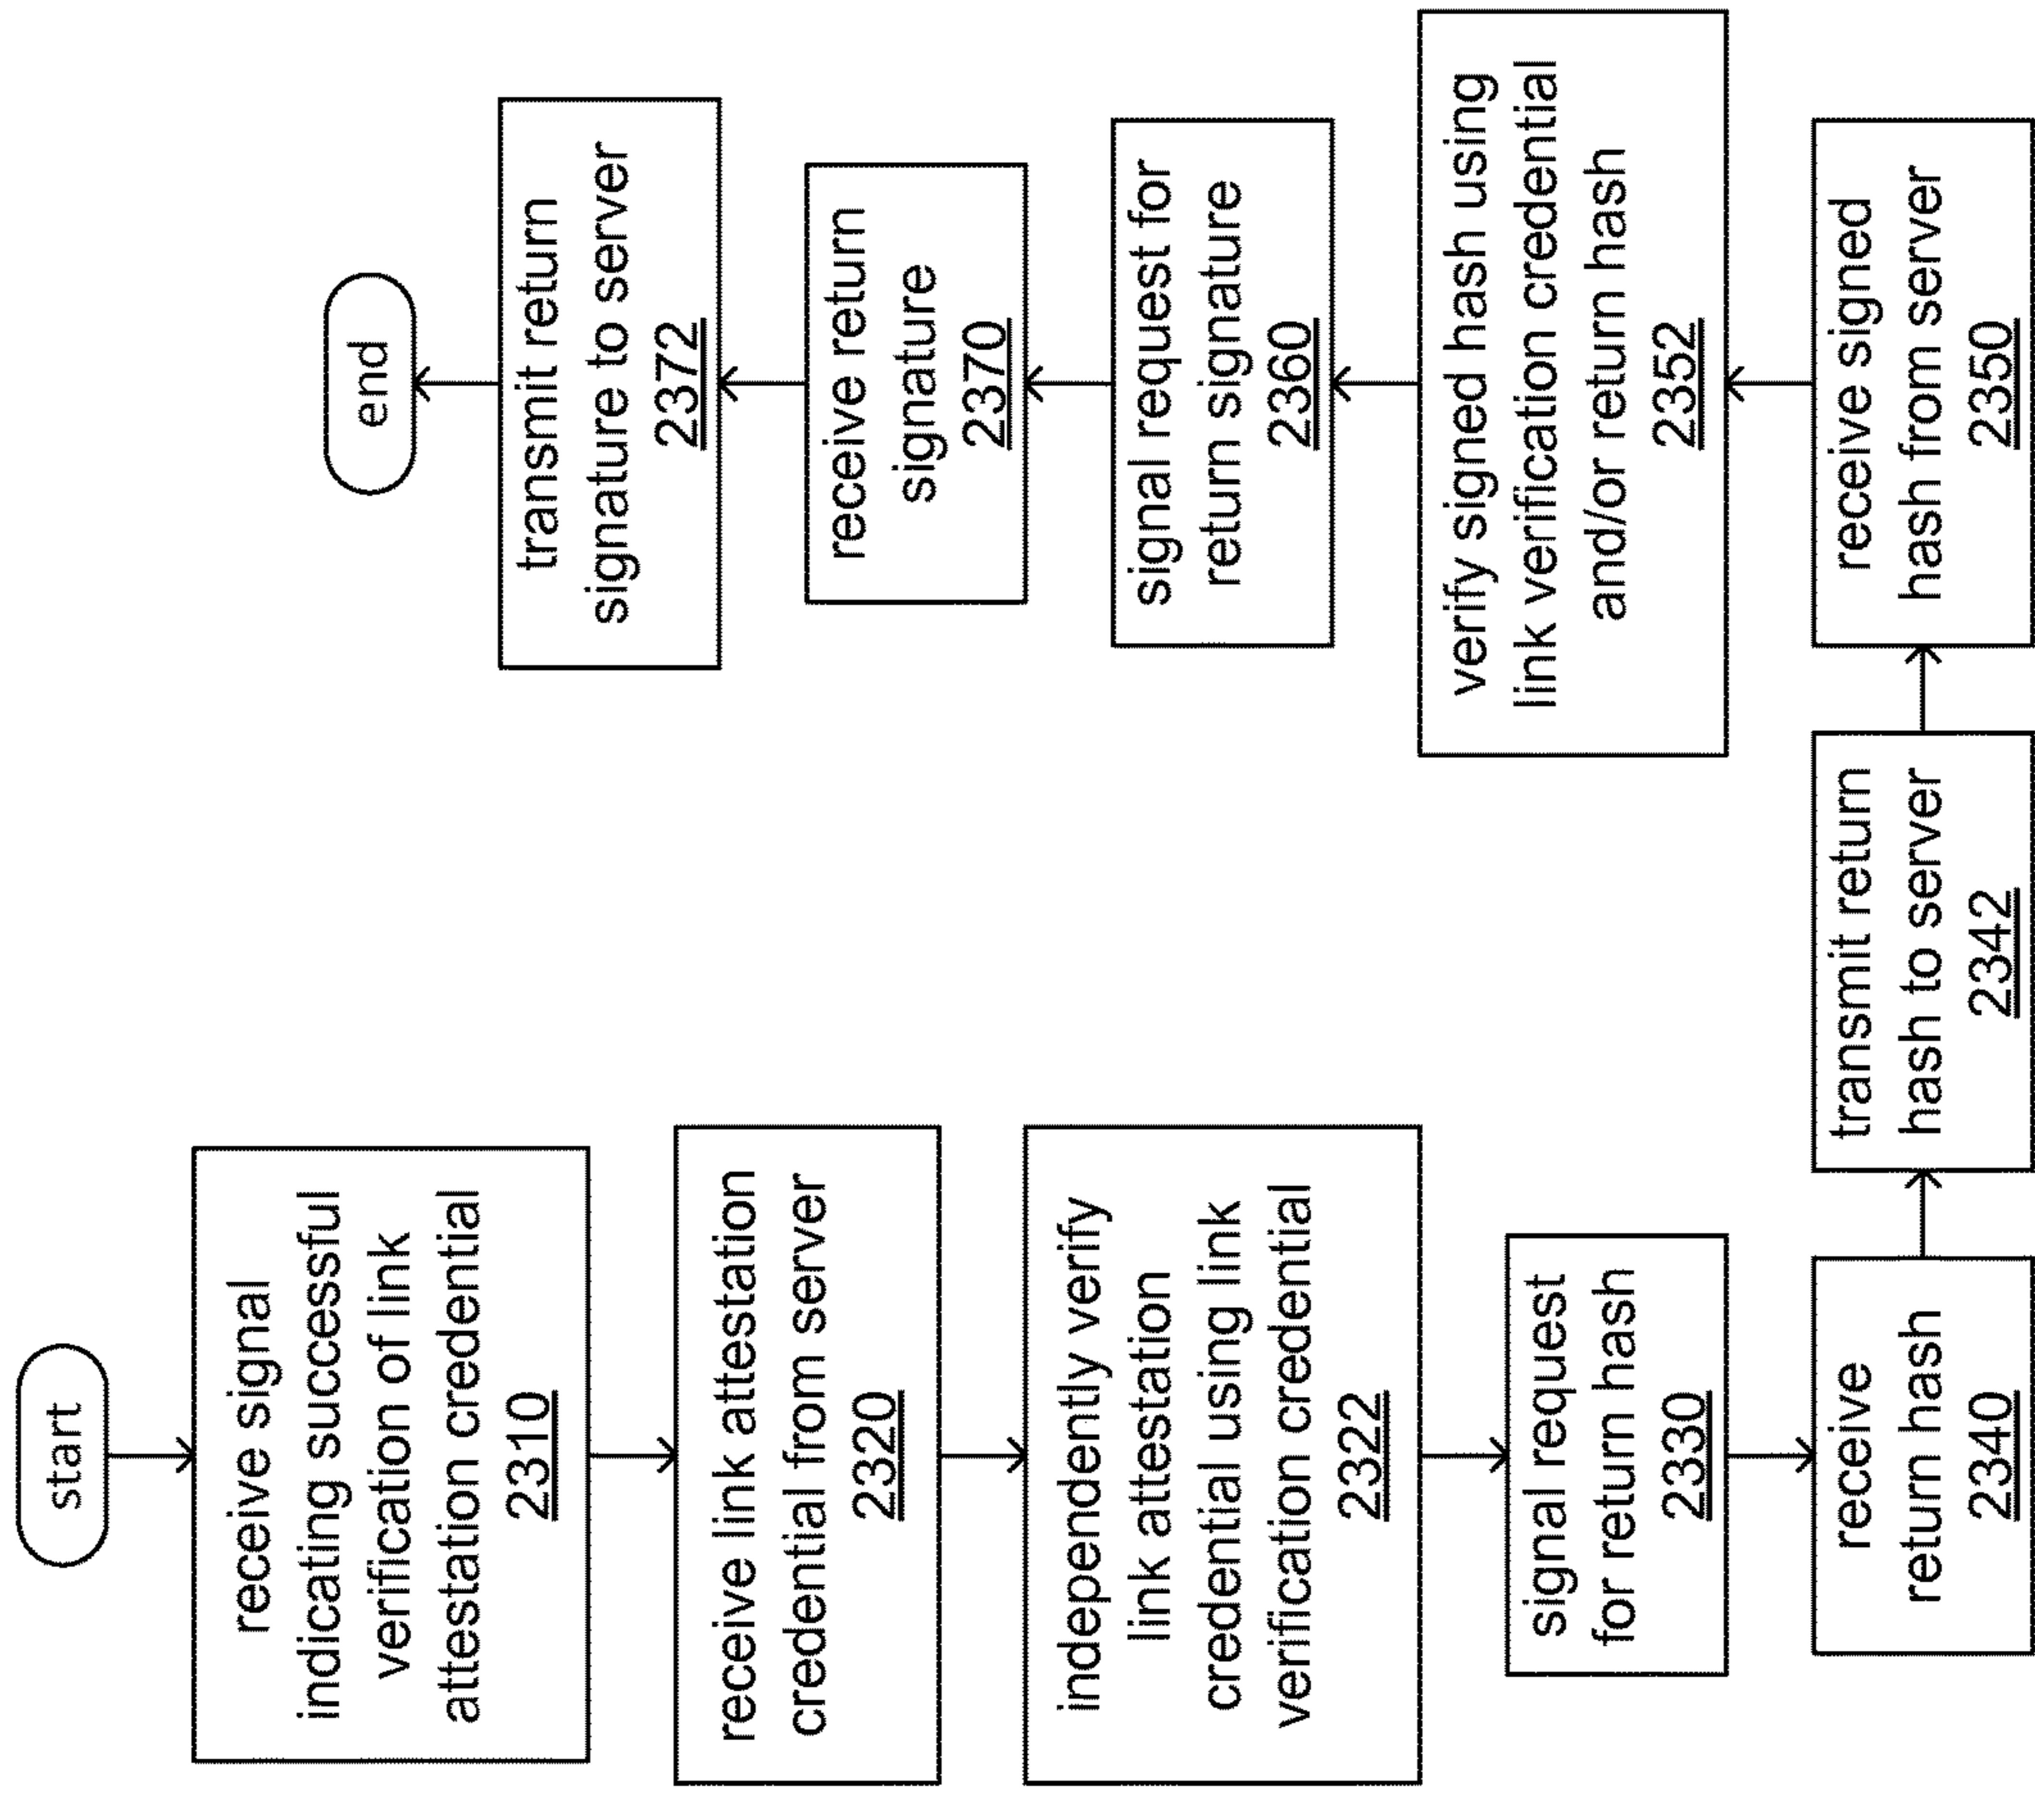 start
receive signal
indicating successful
verification of link
attestation credential
2310
receive link attestation
credential from server
2320
independently verify
link attestation
credential using link
verification credential
2322
signal request
for return hash
2330
receive
return hash
2340
transmit return
hash to server
2342
receive signed
hash from server
2350
verify signed hash using
link verification credential
and/or return hash
2352
signal request for
return signature
2360
receive return
signature
2370
transmit return
signature to server
2372
end